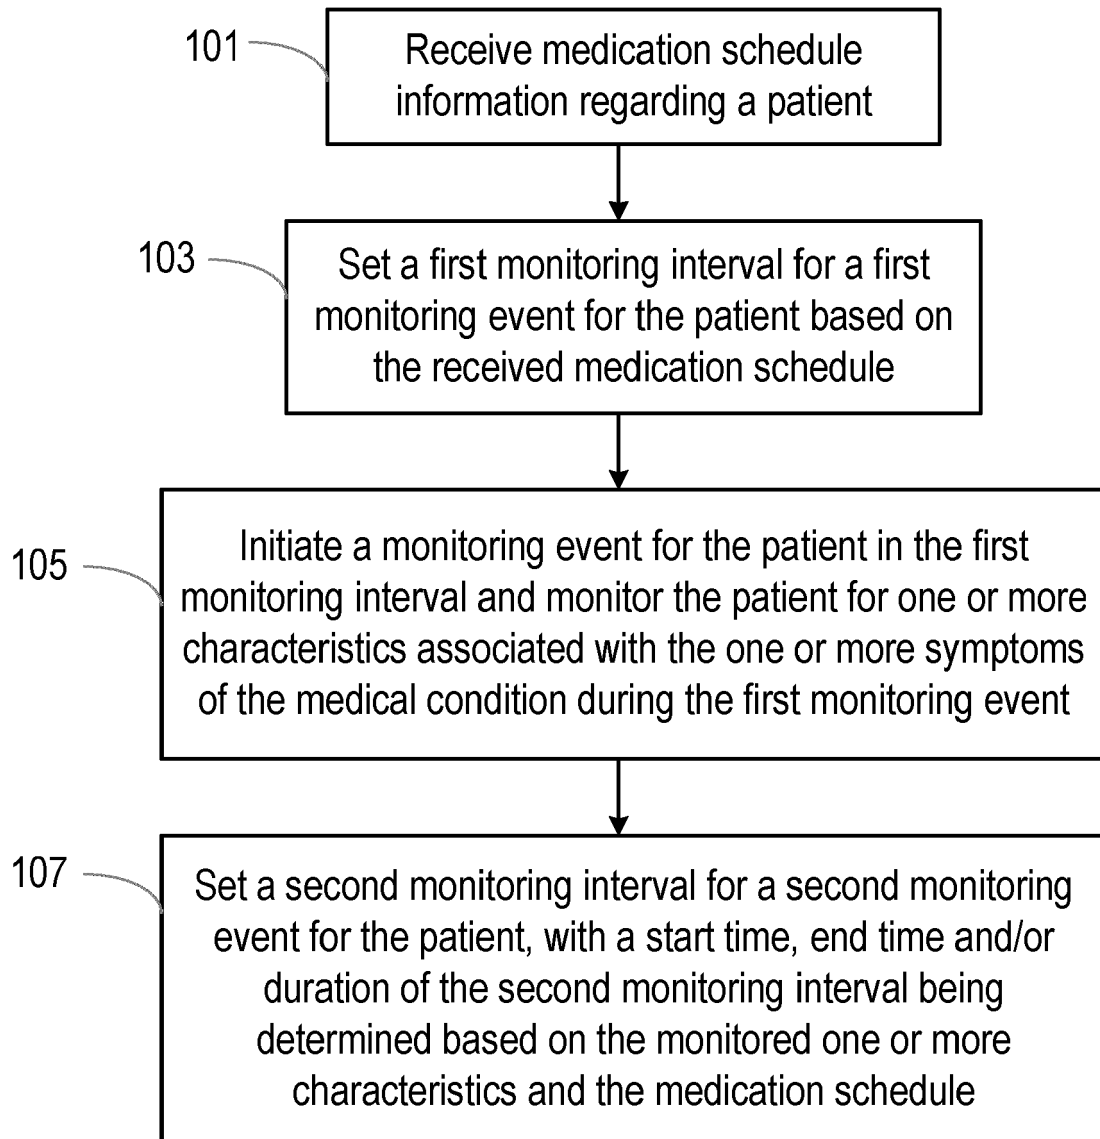 101
Receive medication schedule
information regarding a patient
103
Set a first monitoring interval for a first
monitoring event for the patient based on
the received medication schedule
105
Initiate a monitoring event for the patient in the first
monitoring interval and monitor the patient for one or more
characteristics associated with the one or more symptoms
of the medical condition during the first monitoring event
107
Set a second monitoring interval for a second monitoring
event for the patient, with a start time, end time and/or
duration of the second monitoring interval being
determined based on the monitored one or more
characteristics and the medication schedule